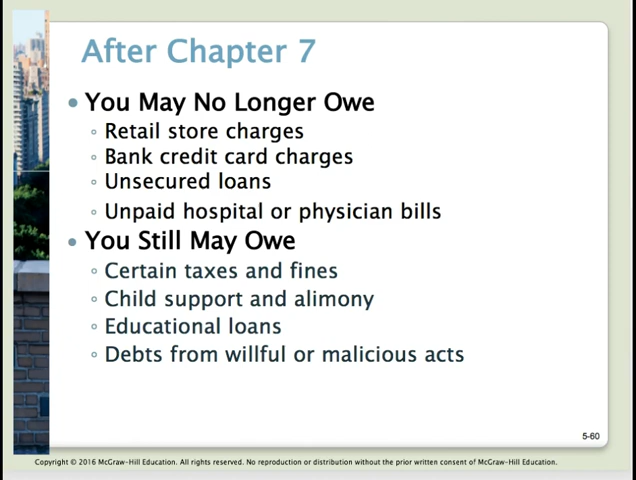 After Chapter 7
• You May No Longer Owe
◦ Retail store charges
◦ Bank credit card charges
◦ Unsecured loans
◦ Unpaid hospital or physician bills
• You Still May Owe
◦ Certain taxes and fines
◦ Child support and alimony
◦ Educational loans
◦ Debts from willful or malicious acts
5-60
Copyright © 2016 McGraw-Hill Education. All rights reserved. No reproduction or distribution without the prior written consent of McGraw-Hill Education.